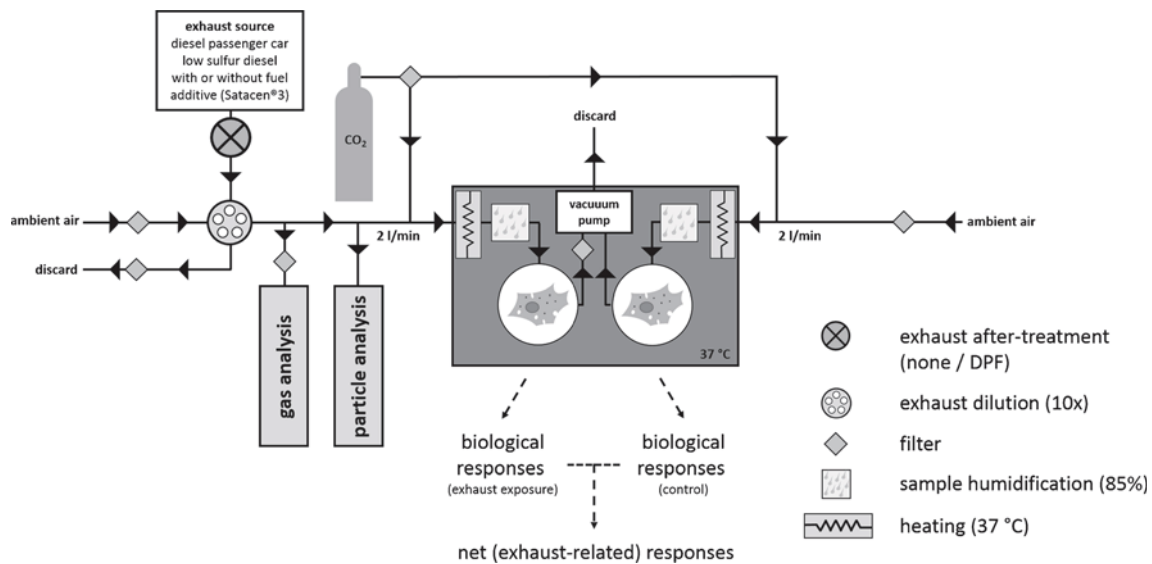 exhaust source
diesel passenger car
low sulfur diesel
with or without fuel
additive (Satacen®3)
CO₂
discard
ambient air
discard
2 l/min
vacuum
pump
2 l/min
ambient air
gas analysis
particle analysis
37 °C
biological
responses
(exhaust exposure)
biological
responses
(control)
net (exhaust-related) responses
exhaust after-treatment
(none / DPF)
exhaust dilution (10x)
filter
sample humidification (85%)
heating (37 °C)